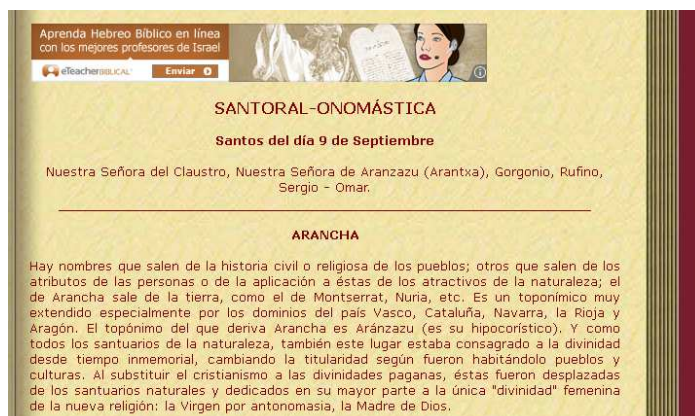 Aprenda Hebreo Bíblico en línea
con los mejores profesores de Israel
eTeacherBIBLICAL
Enviar
SANTORAL-ONOMÁSTICA
Santos del día 9 de Septiembre
Nuestra Señora del Claustro, Nuestra Señora de Aranzazu (Arantxa), Gorgonio, Rufino,
Sergio - Omar.
ARANCHA
Hay nombres que salen de la historia civil o religiosa de los pueblos; otros que salen de los
atributos de las personas o de la aplicación a éstas de los atractivos de la naturaleza; el
de Arancha sale de la tierra, como el de Montserrat, Nuria, etc. Es un toponímico muy
extendido especialmente por los dominios del país Vasco, Cataluña, Navarra, la Rioja y
Aragón. El topónimo del que deriva Arancha es Aránzazu (es su hipocorístico). Y como
todos los santuarios de la naturaleza, también este lugar estaba consagrado a la divinidad
desde tiempo inmemorial, cambiando la titularidad según fueron habitándolo pueblos y
culturas. Al substituir el cristianismo a las divinidades paganas, éstas fueron desplazadas
de los santuarios naturales y dedicados en su mayor parte a la única "divinidad" femenina
de la nueva religión: la Virgen por antonomasia, la Madre de Dios.